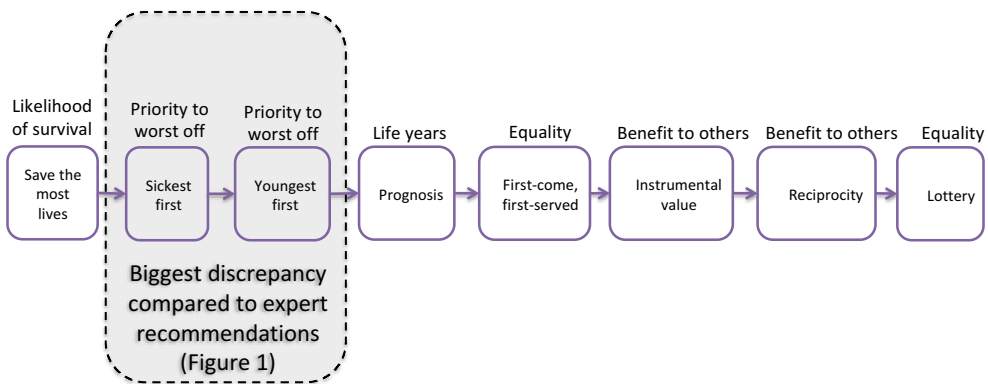 Likelihood
of survival
Save the
most
lives
Priority to
worst off
Sickest
first
Priority to
worst off
Youngest
first
Biggest discrepancy
compared to expert
recommendations
(Figure 1)
Life years
Prognosis
Equality
First-come,
first-served
Benefit to others
Instrumental
value
Benefit to others
Reciprocity
Equality
Lottery